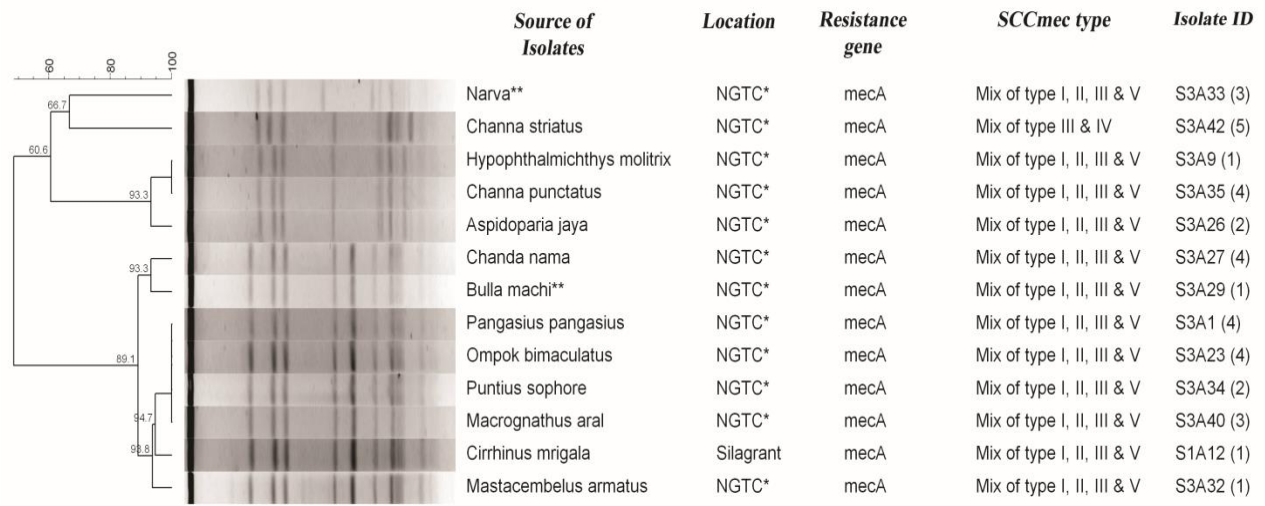 Source of Isolates Location Resistance gene SCCmec type Isolate ID
60 80 100
Narva** NGTC* mecA Mix of type I, II, III & V S3A33 (3)
66.7
Channa striatus NGTC* mecA Mix of type III & IV S3A42 (5)
60.6
Hypophthalmichthys molitrix NGTC* mecA Mix of type I, II, III & V S3A9 (1)
93.3
Channa punctatus NGTC* mecA Mix of type I, II, III & V S3A35 (4)
Aspidoparia jaya NGTC* mecA Mix of type I, II, III & V S3A26 (2)
Chanda nama NGTC* mecA Mix of type I, II, III & V S3A27 (4)
93.3
Bulla machi** NGTC* mecA Mix of type I, II, III & V S3A29 (1)
Pangasius pangasius NGTC* mecA Mix of type I, II, III & V S3A1 (4)
89.1
Ompok bimaculatus NGTC* mecA Mix of type I, II, III & V S3A23 (4)
Puntius sophore NGTC* mecA Mix of type I, II, III & V S3A34 (2)
94.7
Macrognathus aral NGTC* mecA Mix of type I, II, III & V S3A40 (3)
93.8
Cirrhinus mrigala Silagrant mecA Mix of type I, II, III & V S1A12 (1)
Mastacembelus armatus NGTC* mecA Mix of type I, II, III & V S3A32 (1)